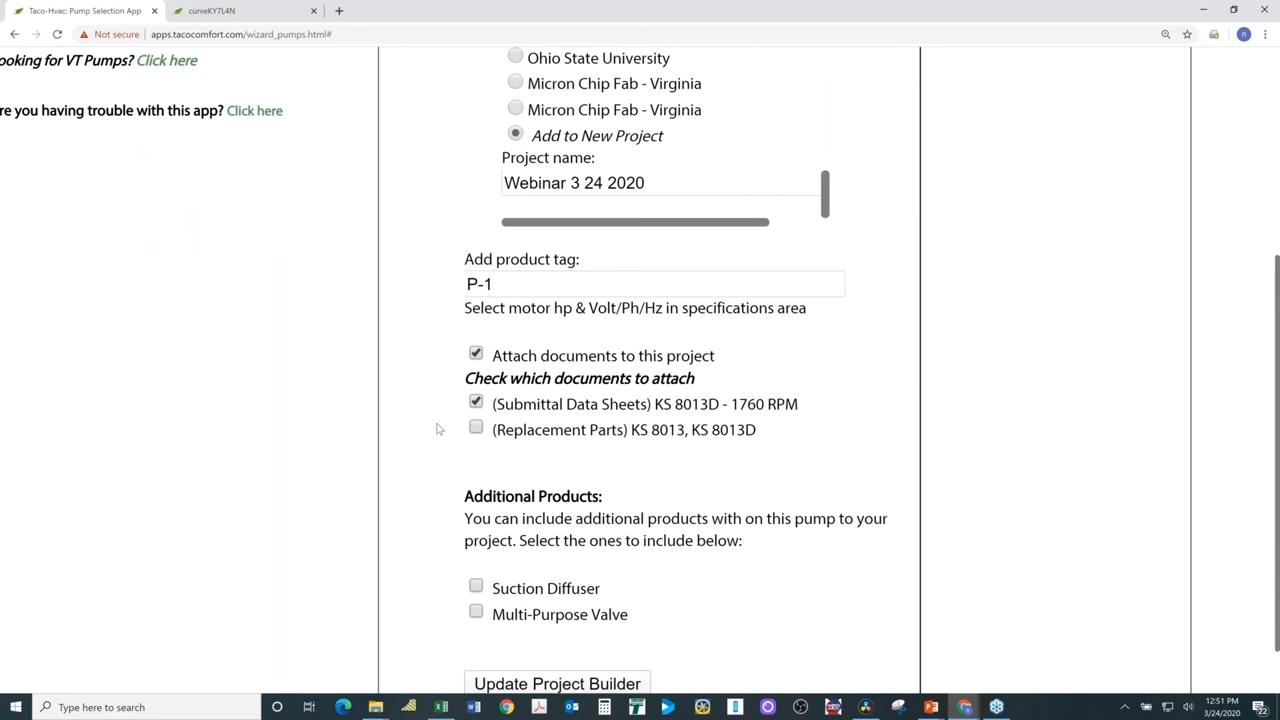 Taco-Hvac: Pump Selection App
curveKY7L4N
Not secure
apps.tacocomfort.com/wizard_pumps.html#
n
ooking for VT Pumps? Click here
re you having trouble with this app? Click here
Ohio State University
Micron Chip Fab - Virginia
Micron Chip Fab - Virginia
Add to New Project
Project name:
Webinar 3 24 2020
Add product tag:
P-1
Select motor hp & Volt/Ph/Hz in specifications area
Attach documents to this project
Check which documents to attach
(Submittal Data Sheets) KS 8013D - 1760 RPM
(Replacement Parts) KS 8013, KS 8013D
Additional Products:
You can include additional products with on this pump to your
project. Select the ones to include below:
Suction Diffuser
Multi-Purpose Valve
Update Project Builder
Type here to search
12:51 PM
3/24/2020
22